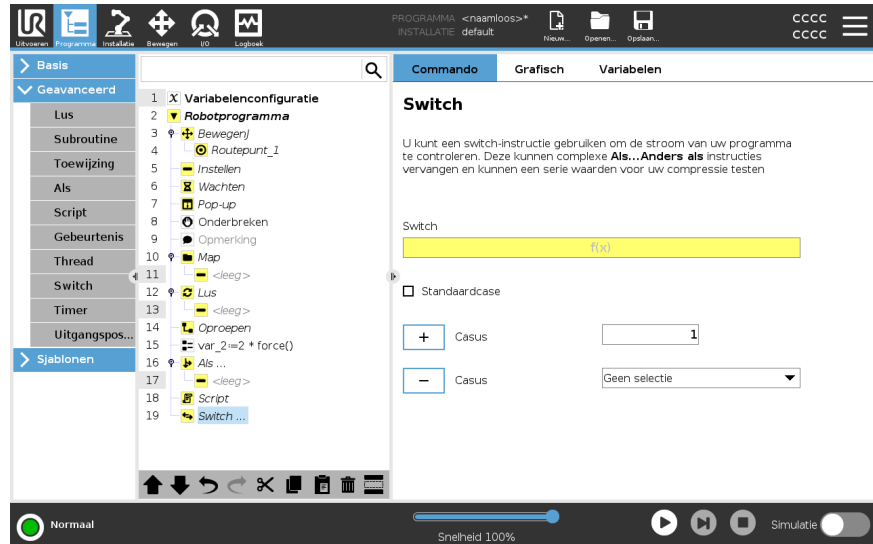 UR
PROGRAMMA <naamloos>*
INSTALLATIE default
CCCC
CCCC
Uitvoeren Programma Installatie Bewegen I/O Logboek Nieuw... Openen... Opslaan...
Basis
Geavanceerd
Lus
Subroutine
Toewijzing
Als
Script
Gebeurtenis
Thread
Switch
Timer
Uitgangspos...
Sjablonen
1 X Variabelenconfiguratie
2 Robotprogramma
3 BewegenJ
4 Routepunt_1
5 Instellen
6 Wachten
7 Pop-up
8 Onderbreken
9 Opmerking
10 Map
11 <leeg>
12 Lus
13 <leeg>
14 Oproepen
15 var_2:=2 * force()
16 Als ...
17 <leeg>
18 Script
19 Switch ...
Commando Grafisch Variabelen
Switch
U kunt een switch-instructie gebruiken om de stroom van uw programma
te controleren. Deze kunnen complexe Als...Anders als instructies
vervangen en kunnen een serie waarden voor uw compressie testen
Switch
f(x)
Standaardcase
+ Casus 1
− Casus Geen selectie
Normaal
Snelheid 100%
Simulatie